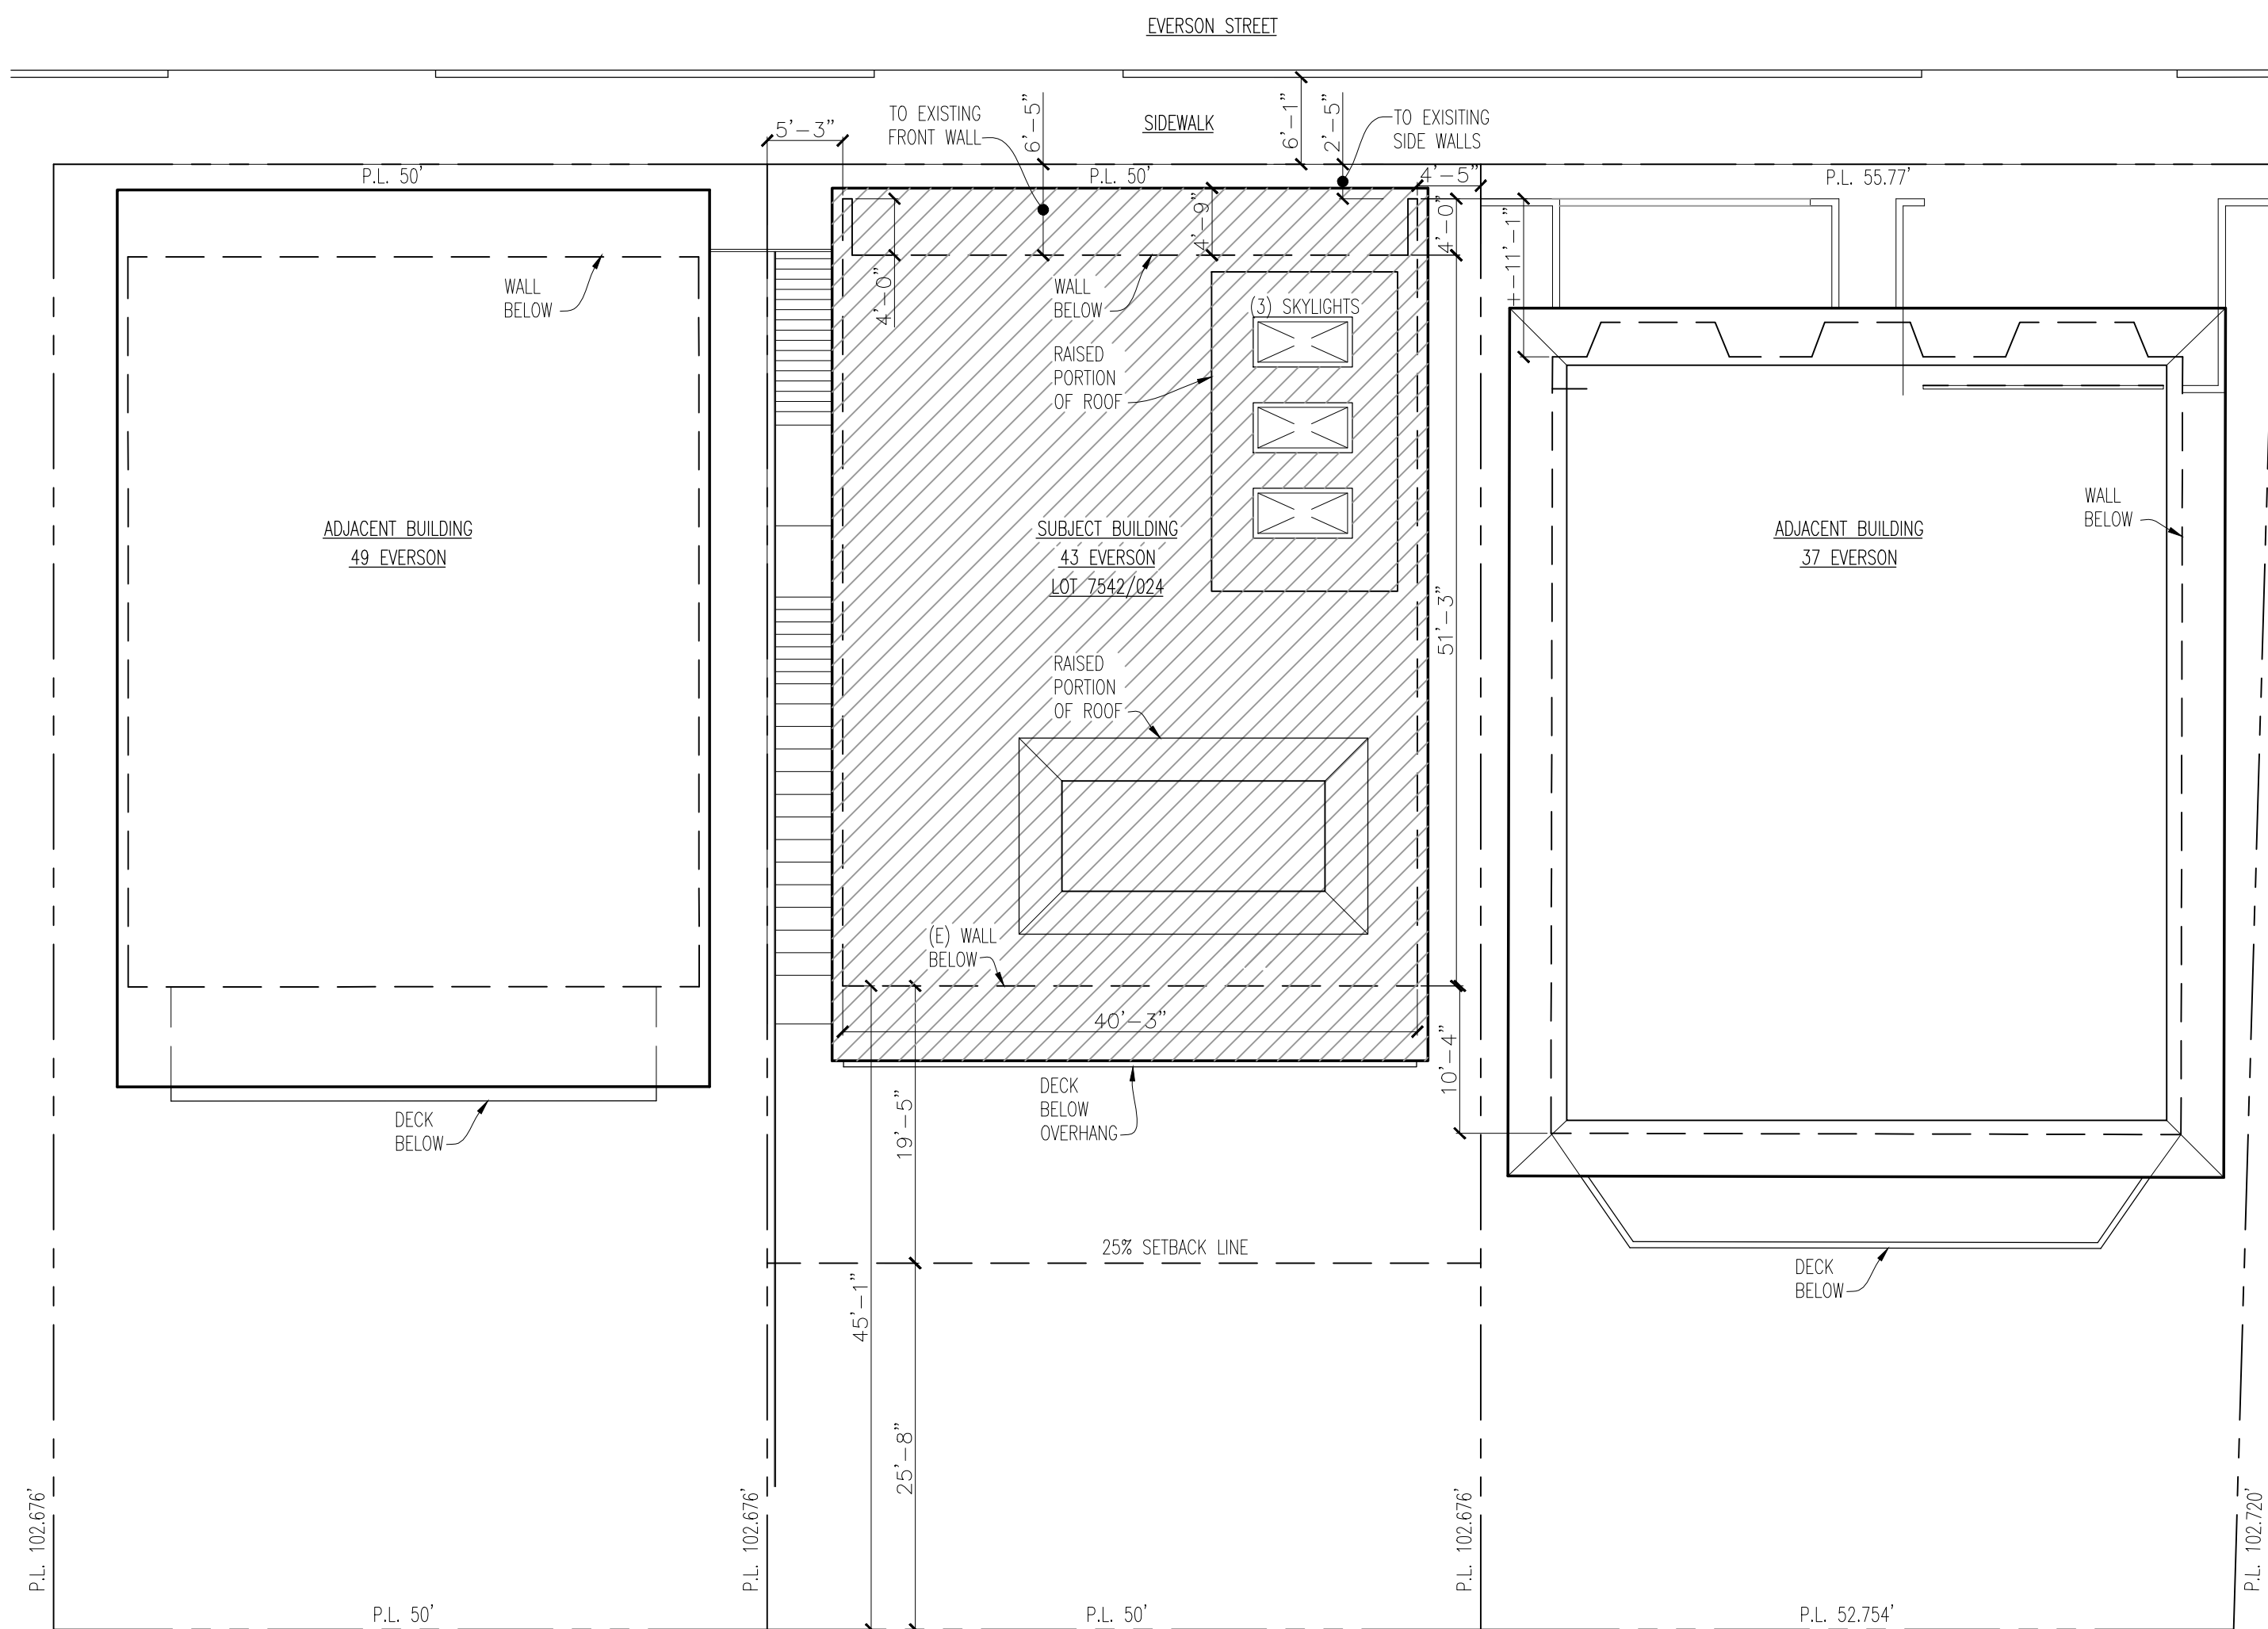 EVERSON STREET
TO EXISTING
FRONT WALL
6'-5"
SIDEWALK
6'-1"
2'-5"
TO EXISITING
SIDE WALLS
5'-3"
P.L. 50'
P.L. 50'
4'-5"
P.L. 55.77'
4'-9"
4'-0"
+-11'-1"
4'-0"
WALL
BELOW
WALL
BELOW
(3) SKYLIGHTS
RAISED
PORTION
OF ROOF
WALL
BELOW
ADJACENT BUILDING
49 EVERSON
SUBJECT BUILDING
43 EVERSON
LOT 7542/024
ADJACENT BUILDING
37 EVERSON
51'-3"
RAISED
PORTION
OF ROOF
(E) WALL
BELOW
40'-3"
10'-4"
DECK
BELOW
DECK
BELOW
OVERHANG
19'-5"
25% SETBACK LINE
DECK
BELOW
45'-1"
25'-8"
P.L. 102.676'
P.L. 102.676'
P.L. 102.676'
P.L. 102.720'
P.L. 50'
P.L. 50'
P.L. 52.754'